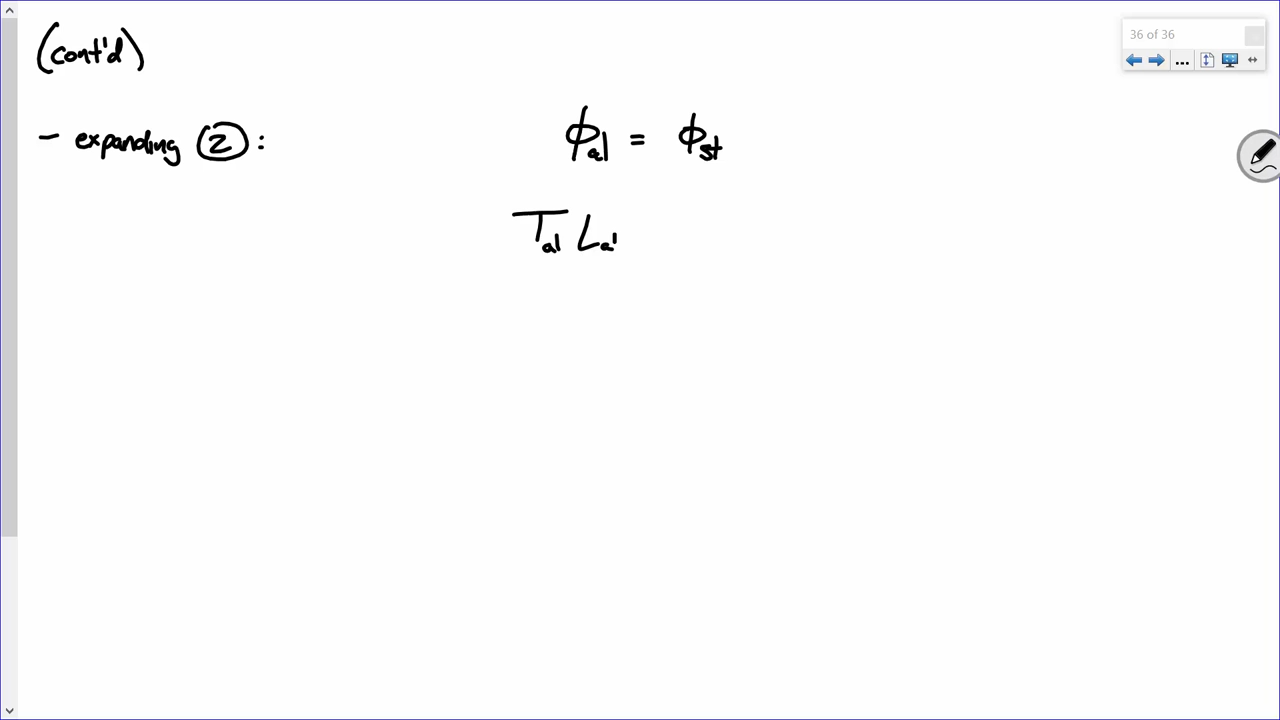 (cont'd)
36 of 36
- expanding ②: ϕal = ϕst
Tal Lal